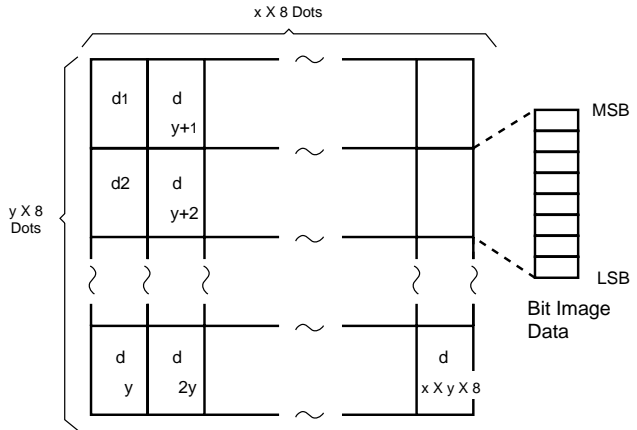 x X 8 Dots
d1
d
y+1
MSB
d2
d
y+2
y X 8
Dots
LSB
Bit Image
Data
d
y
d
2y
d
x X y X 8